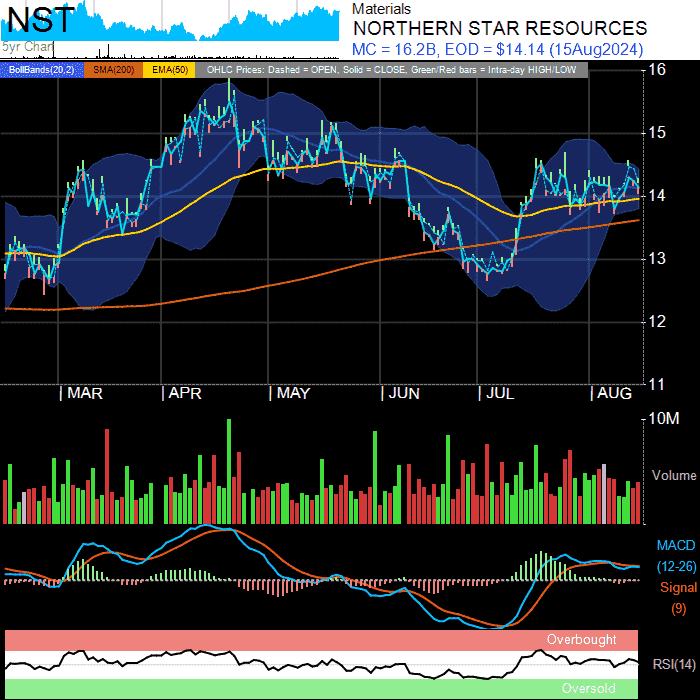 NST
5yr Chart
Materials
NORTHERN STAR RESOURCES
MC = 16.2B, EOD = $14.14 (15Aug2024)
BollBands(20,2) SMA(200) EMA(50) OHLC Prices: Dashed = OPEN, Solid = CLOSE, Green/Red bars = Intra-day HIGH/LOW
16
15
14
13
12
11
| MAR | APR | MAY | JUN | JUL | AUG
10M
Volume
MACD
(12-26)
Signal
(9)
Overbought
RSI(14)
Oversold